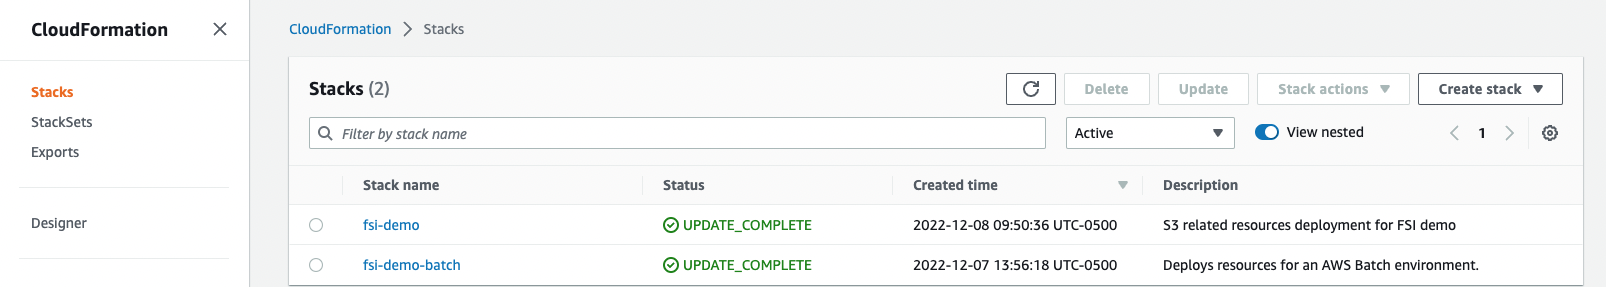 CloudFormation
CloudFormation > Stacks
Stacks
StackSets
Exports
Designer
Stacks (2)
Delete
Update
Stack actions
Create stack
Filter by stack name
Active
View nested
1
Stack name Status Created time Description
fsi-demo UPDATE_COMPLETE 2022-12-08 09:50:36 UTC-0500 S3 related resources deployment for FSI demo
fsi-demo-batch UPDATE_COMPLETE 2022-12-07 13:56:18 UTC-0500 Deploys resources for an AWS Batch environment.